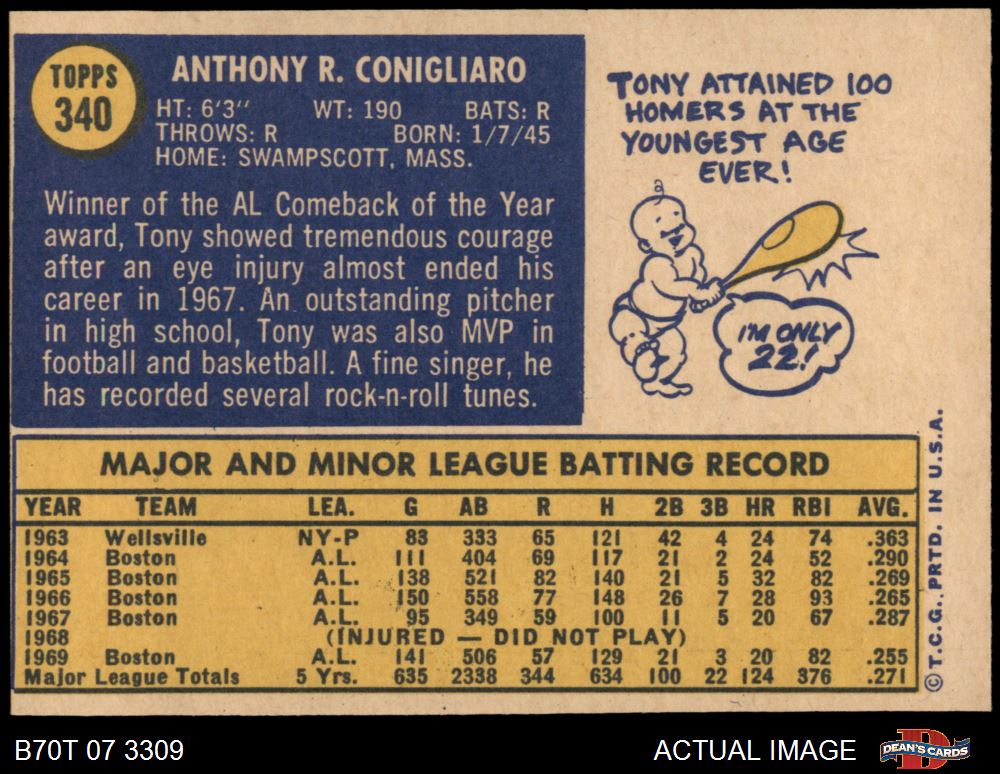 TOPPS
340
ANTHONY R. CONIGLIARO
HT: 6'3" WT: 190 BATS: R
THROWS: R BORN: 1/7/45
HOME: SWAMPSCOTT, MASS.
Winner of the AL Comeback of the Year
award, Tony showed tremendous courage
after an eye injury almost ended his
career in 1967. An outstanding pitcher
in high school, Tony was also MVP in
football and basketball. A fine singer, he
has recorded several rock-n-roll tunes.
TONY ATTAINED 100
HOMERS AT THE
YOUNGEST AGE
EVER!
I'M ONLY
22!
MAJOR AND MINOR LEAGUE BATTING RECORD
YEAR TEAM LEA. G AB R H 2B 3B HR RBI AVG.
1963 Wellsville NY-P 83 333 65 121 42 4 24 74 .363
1964 Boston A.L. 111 404 69 117 21 2 24 52 .290
1965 Boston A.L. 138 521 82 140 21 5 32 82 .269
1966 Boston A.L. 150 558 77 148 26 7 28 93 .265
1967 Boston A.L. 95 349 59 100 11 5 20 67 .287
1968 (INJURED — DID NOT PLAY)
1969 Boston A.L. 141 506 57 129 21 3 20 82 .255
Major League Totals 5 Yrs. 635 2338 344 634 100 22 124 376 .271
©T.C.G. PRTD. IN U.S.A.
B70T 07 3309
ACTUAL IMAGE
DEAN'S CARDS